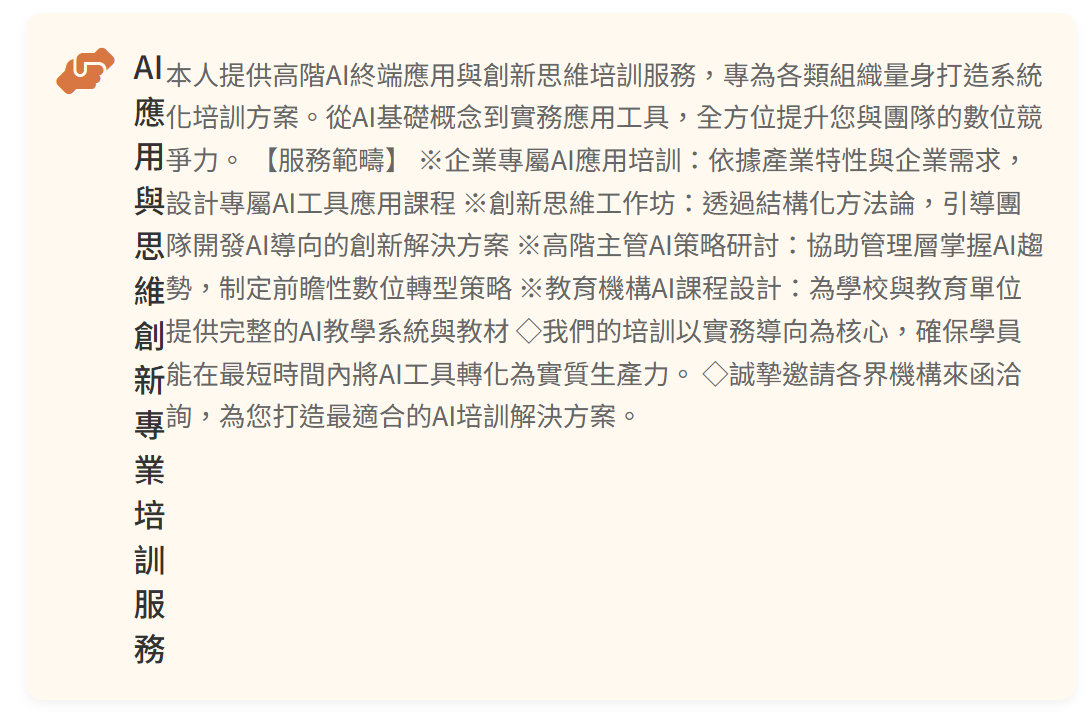 AI應用與思維創新專業培訓服務
本人提供高階AI終端應用與創新思維培訓服務，專為各類組織量身打造系統
化培訓方案。從AI基礎概念到實務應用工具，全方位提升您與團隊的數位競
爭力。 【服務範疇】 ※企業專屬AI應用培訓：依據產業特性與企業需求，
設計專屬AI工具應用課程 ※創新思維工作坊：透過結構化方法論，引導團
隊開發AI導向的創新解決方案 ※高階主管AI策略研討：協助管理層掌握AI趨
勢，制定前瞻性數位轉型策略 ※教育機構AI課程設計：為學校與教育單位
提供完整的AI教學系統與教材 ◇我們的培訓以實務導向為核心，確保學員
能在最短時間內將AI工具轉化為實質生產力。 ◇誠摯邀請各界機構來函洽
詢，為您打造最適合的AI培訓解決方案。